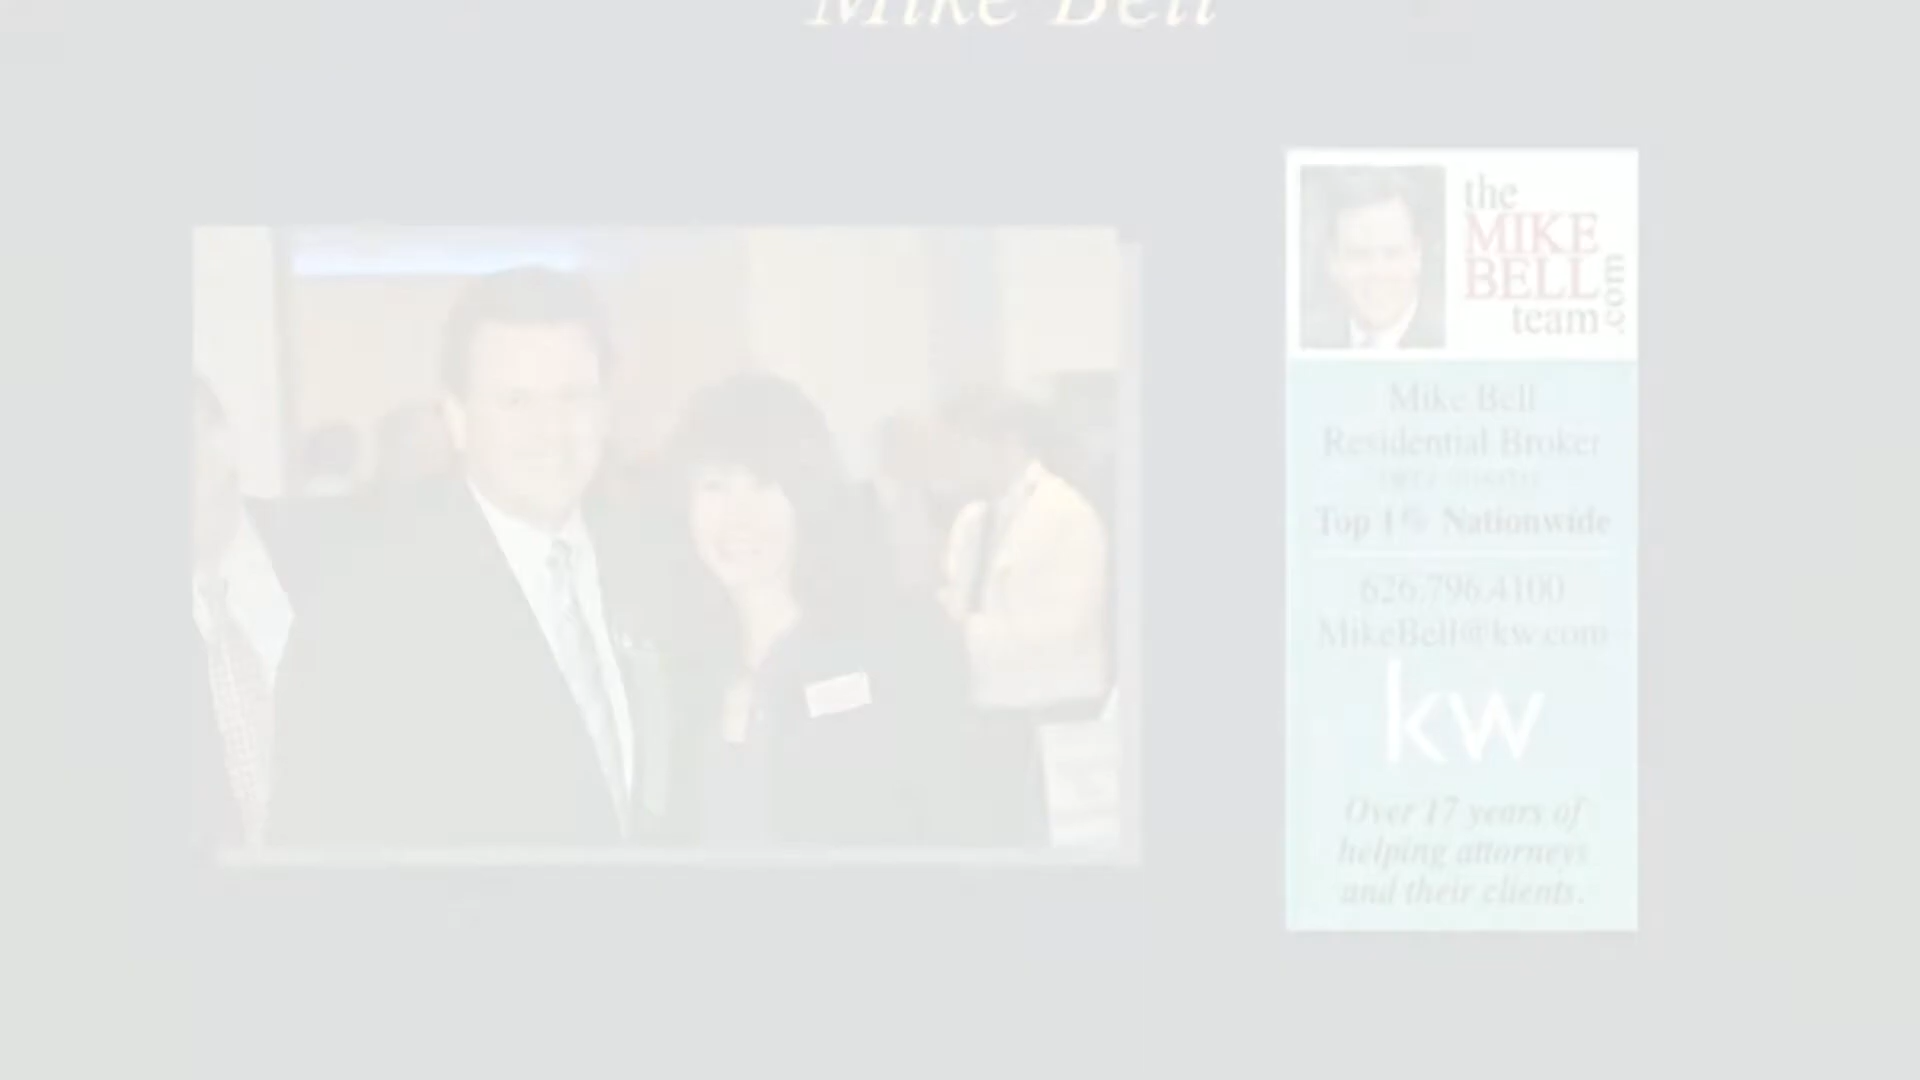 Mike Bell
the
MIKE
BELL
.com
team
Mike Bell
Residential Broker
Top 1% Nationwide
626.796.4100
MikeBell@kw.com
kw
Over 17 years of
helping attorneys
and their clients.